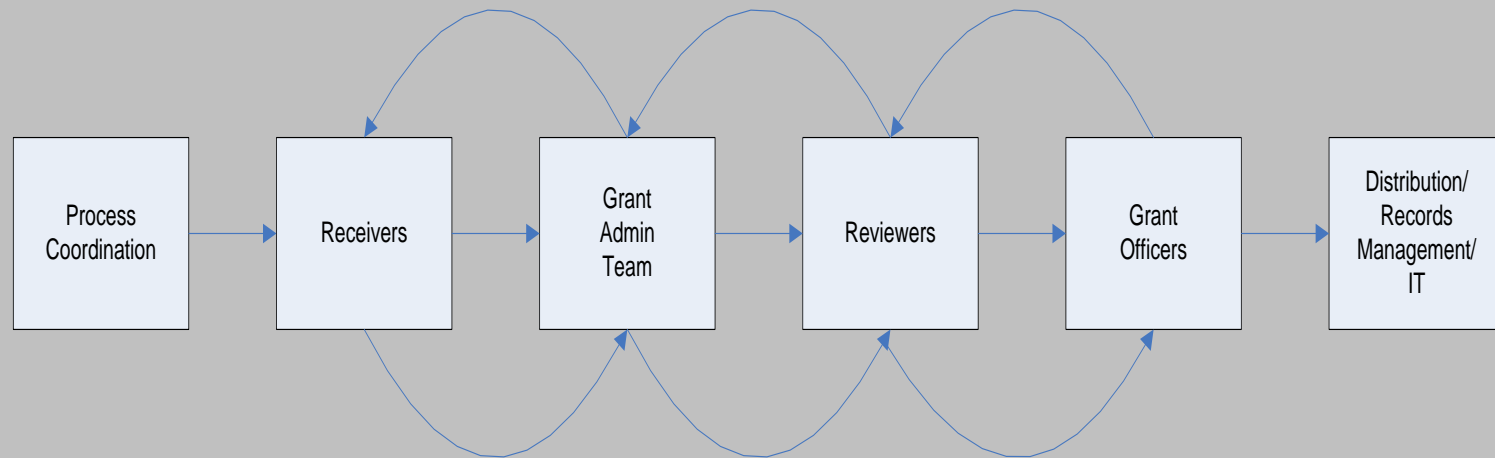 Process
Coordination
Receivers
Grant
Admin
Team
Reviewers
Grant
Officers
Distribution/
Records
Management/
IT